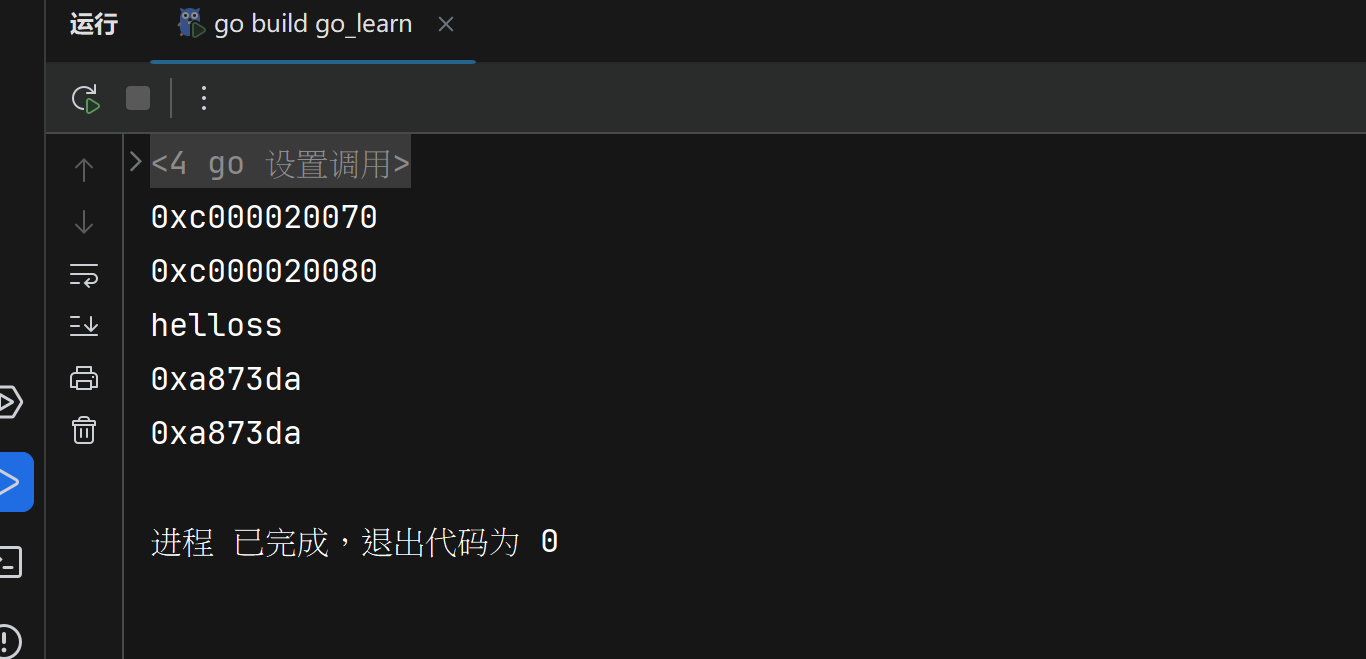 运行 go build go_learn
<4 go 设置调用>
0xc000020070
0xc000020080
helloss
0xa873da
0xa873da
进程 已完成，退出代码为 0